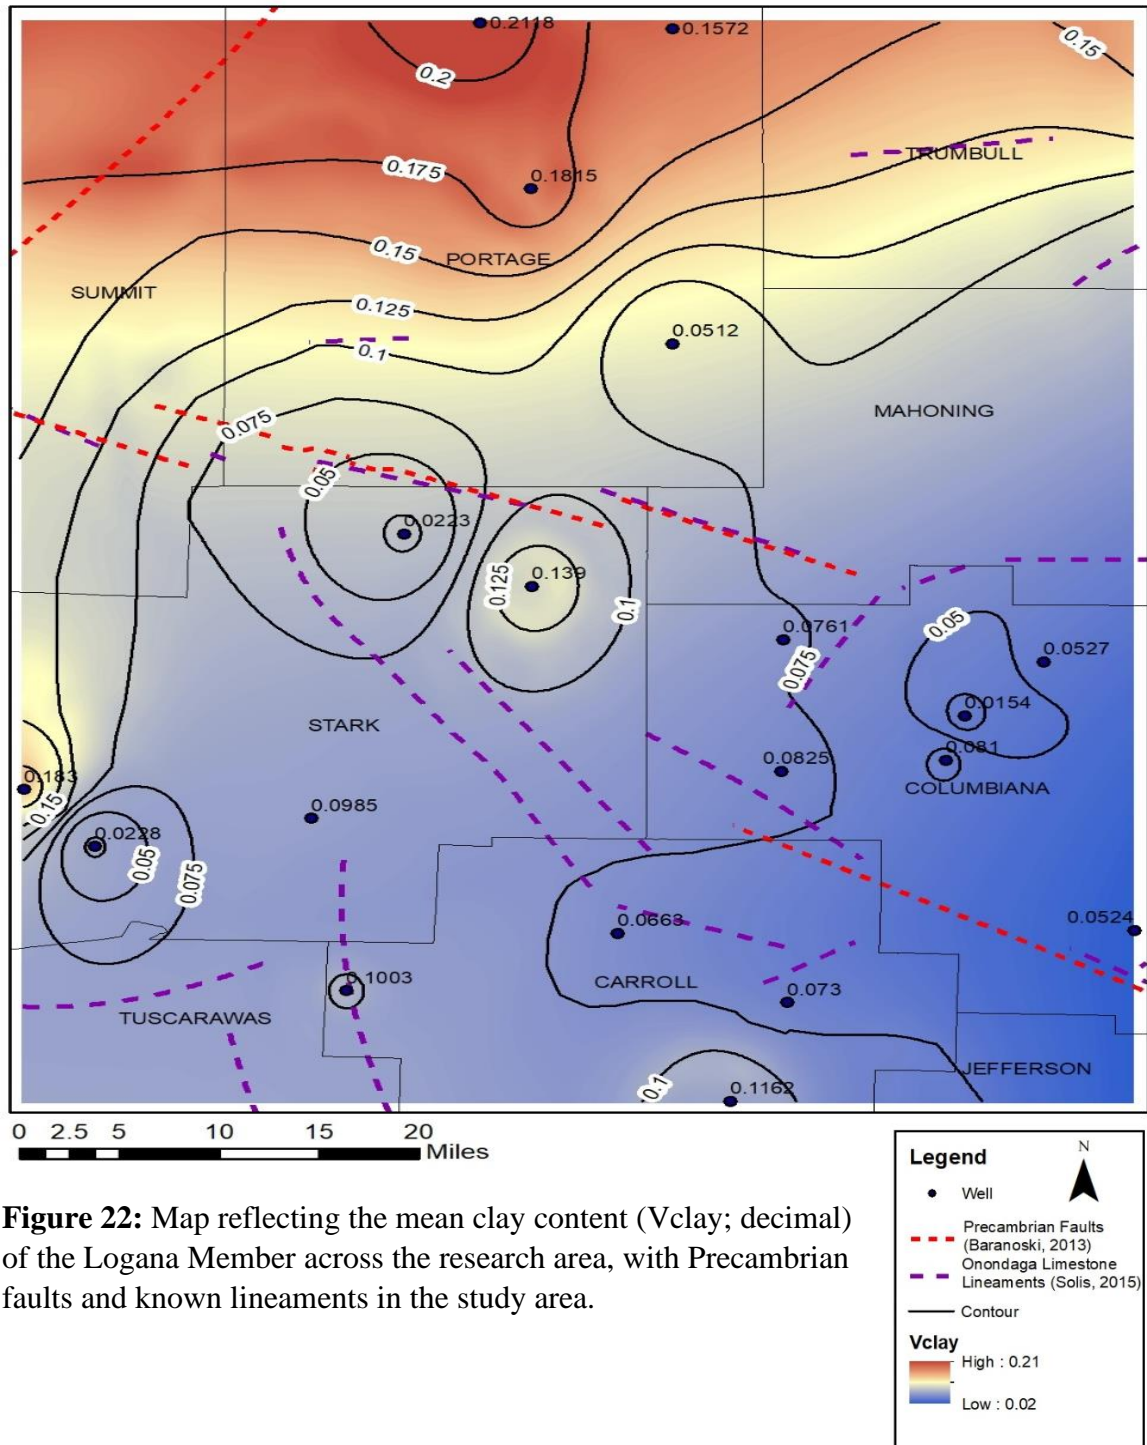 0.2118
0.1572
0.15
0.2
TRUMBULL
0.175
0.1815
0.15
PORTAGE
SUMMIT
0.125
0.0512
0.1
MAHONING
0.075
0.05
0.0223
0.139
0.125
0.1
0.0761
0.05
0.0527
0.075
0.0154
STARK
0.081
0.183
0.0825
COLUMBIANA
0.15
0.0985
0.0228
0.05
0.075
0.0663
0.0524
0.1003
CARROLL
0.073
TUSCARAWAS
JEFFERSON
0.1
0.1162
0 2.5 5 10 15 20
Miles
Figure 22: Map reflecting the mean clay content (Vclay; decimal)
of the Logana Member across the research area, with Precambrian
faults and known lineaments in the study area.
Legend
N
Well
Precambrian Faults
(Baranoski, 2013)
Onondaga Limestone
Lineaments (Solis, 2015)
Contour
Vclay
High : 0.21
Low : 0.02